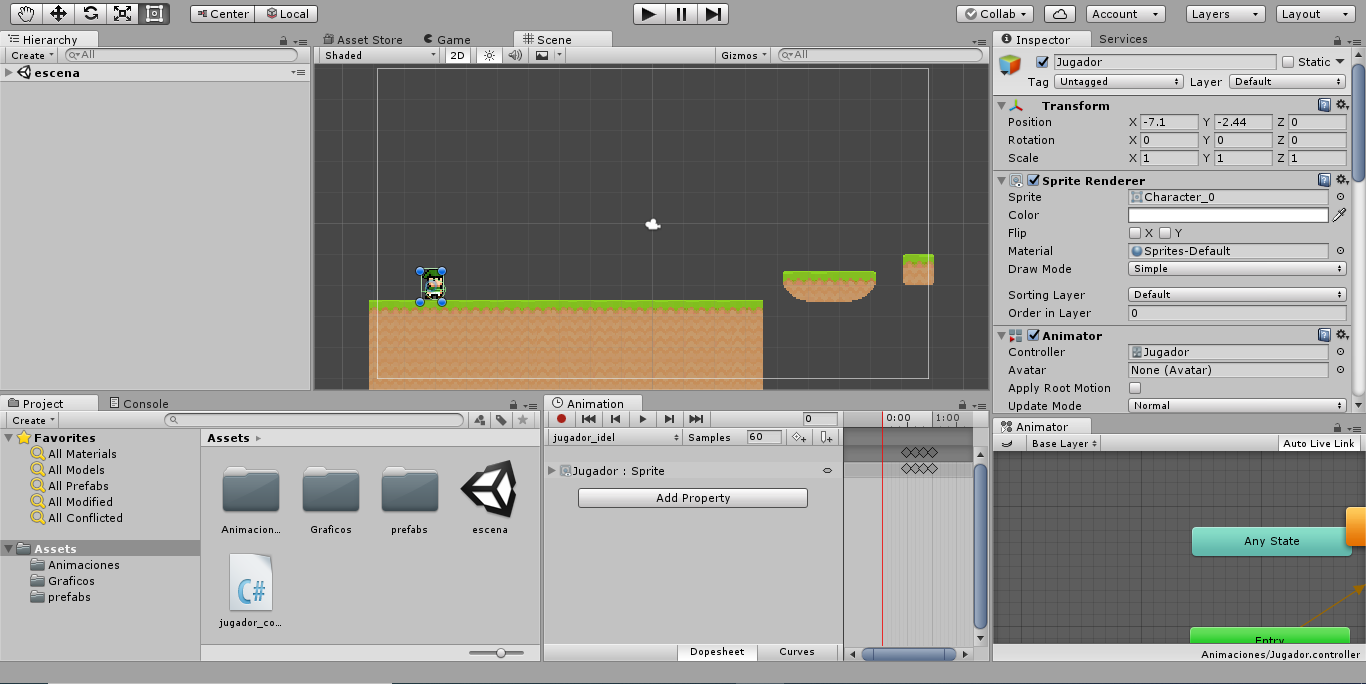 Center Local Collab Account Layers Layout
Hierarchy
Create All
escena
Asset Store Game Scene
Shaded 2D Gizmos All
Inspector Services
Jugador Static
Tag Untagged Layer Default
Transform
Position X -7.1 Y -2.44 Z 0
Rotation X 0 Y 0 Z 0
Scale X 1 Y 1 Z 1
Sprite Renderer
Sprite Character_0
Color
Flip X Y
Material Sprites-Default
Draw Mode Simple
Sorting Layer Default
Order in Layer 0
Animator
Controller Jugador
Avatar None (Avatar)
Apply Root Motion
Update Mode Normal
Project Console
Create
Favorites
All Materials
All Models
All Prefabs
All Modified
All Conflicted
Assets
Animaciones
Graficos
prefabs
Assets
Animacion...
Graficos
prefabs
escena
C#
jugador_co...
Animation
0 0:00 1:00
jugador_idel Samples 60
Jugador : Sprite
Add Property
Dopesheet Curves
Animator
Base Layer Auto Live Link
Any State
Entry
Animaciones/Jugador.controller